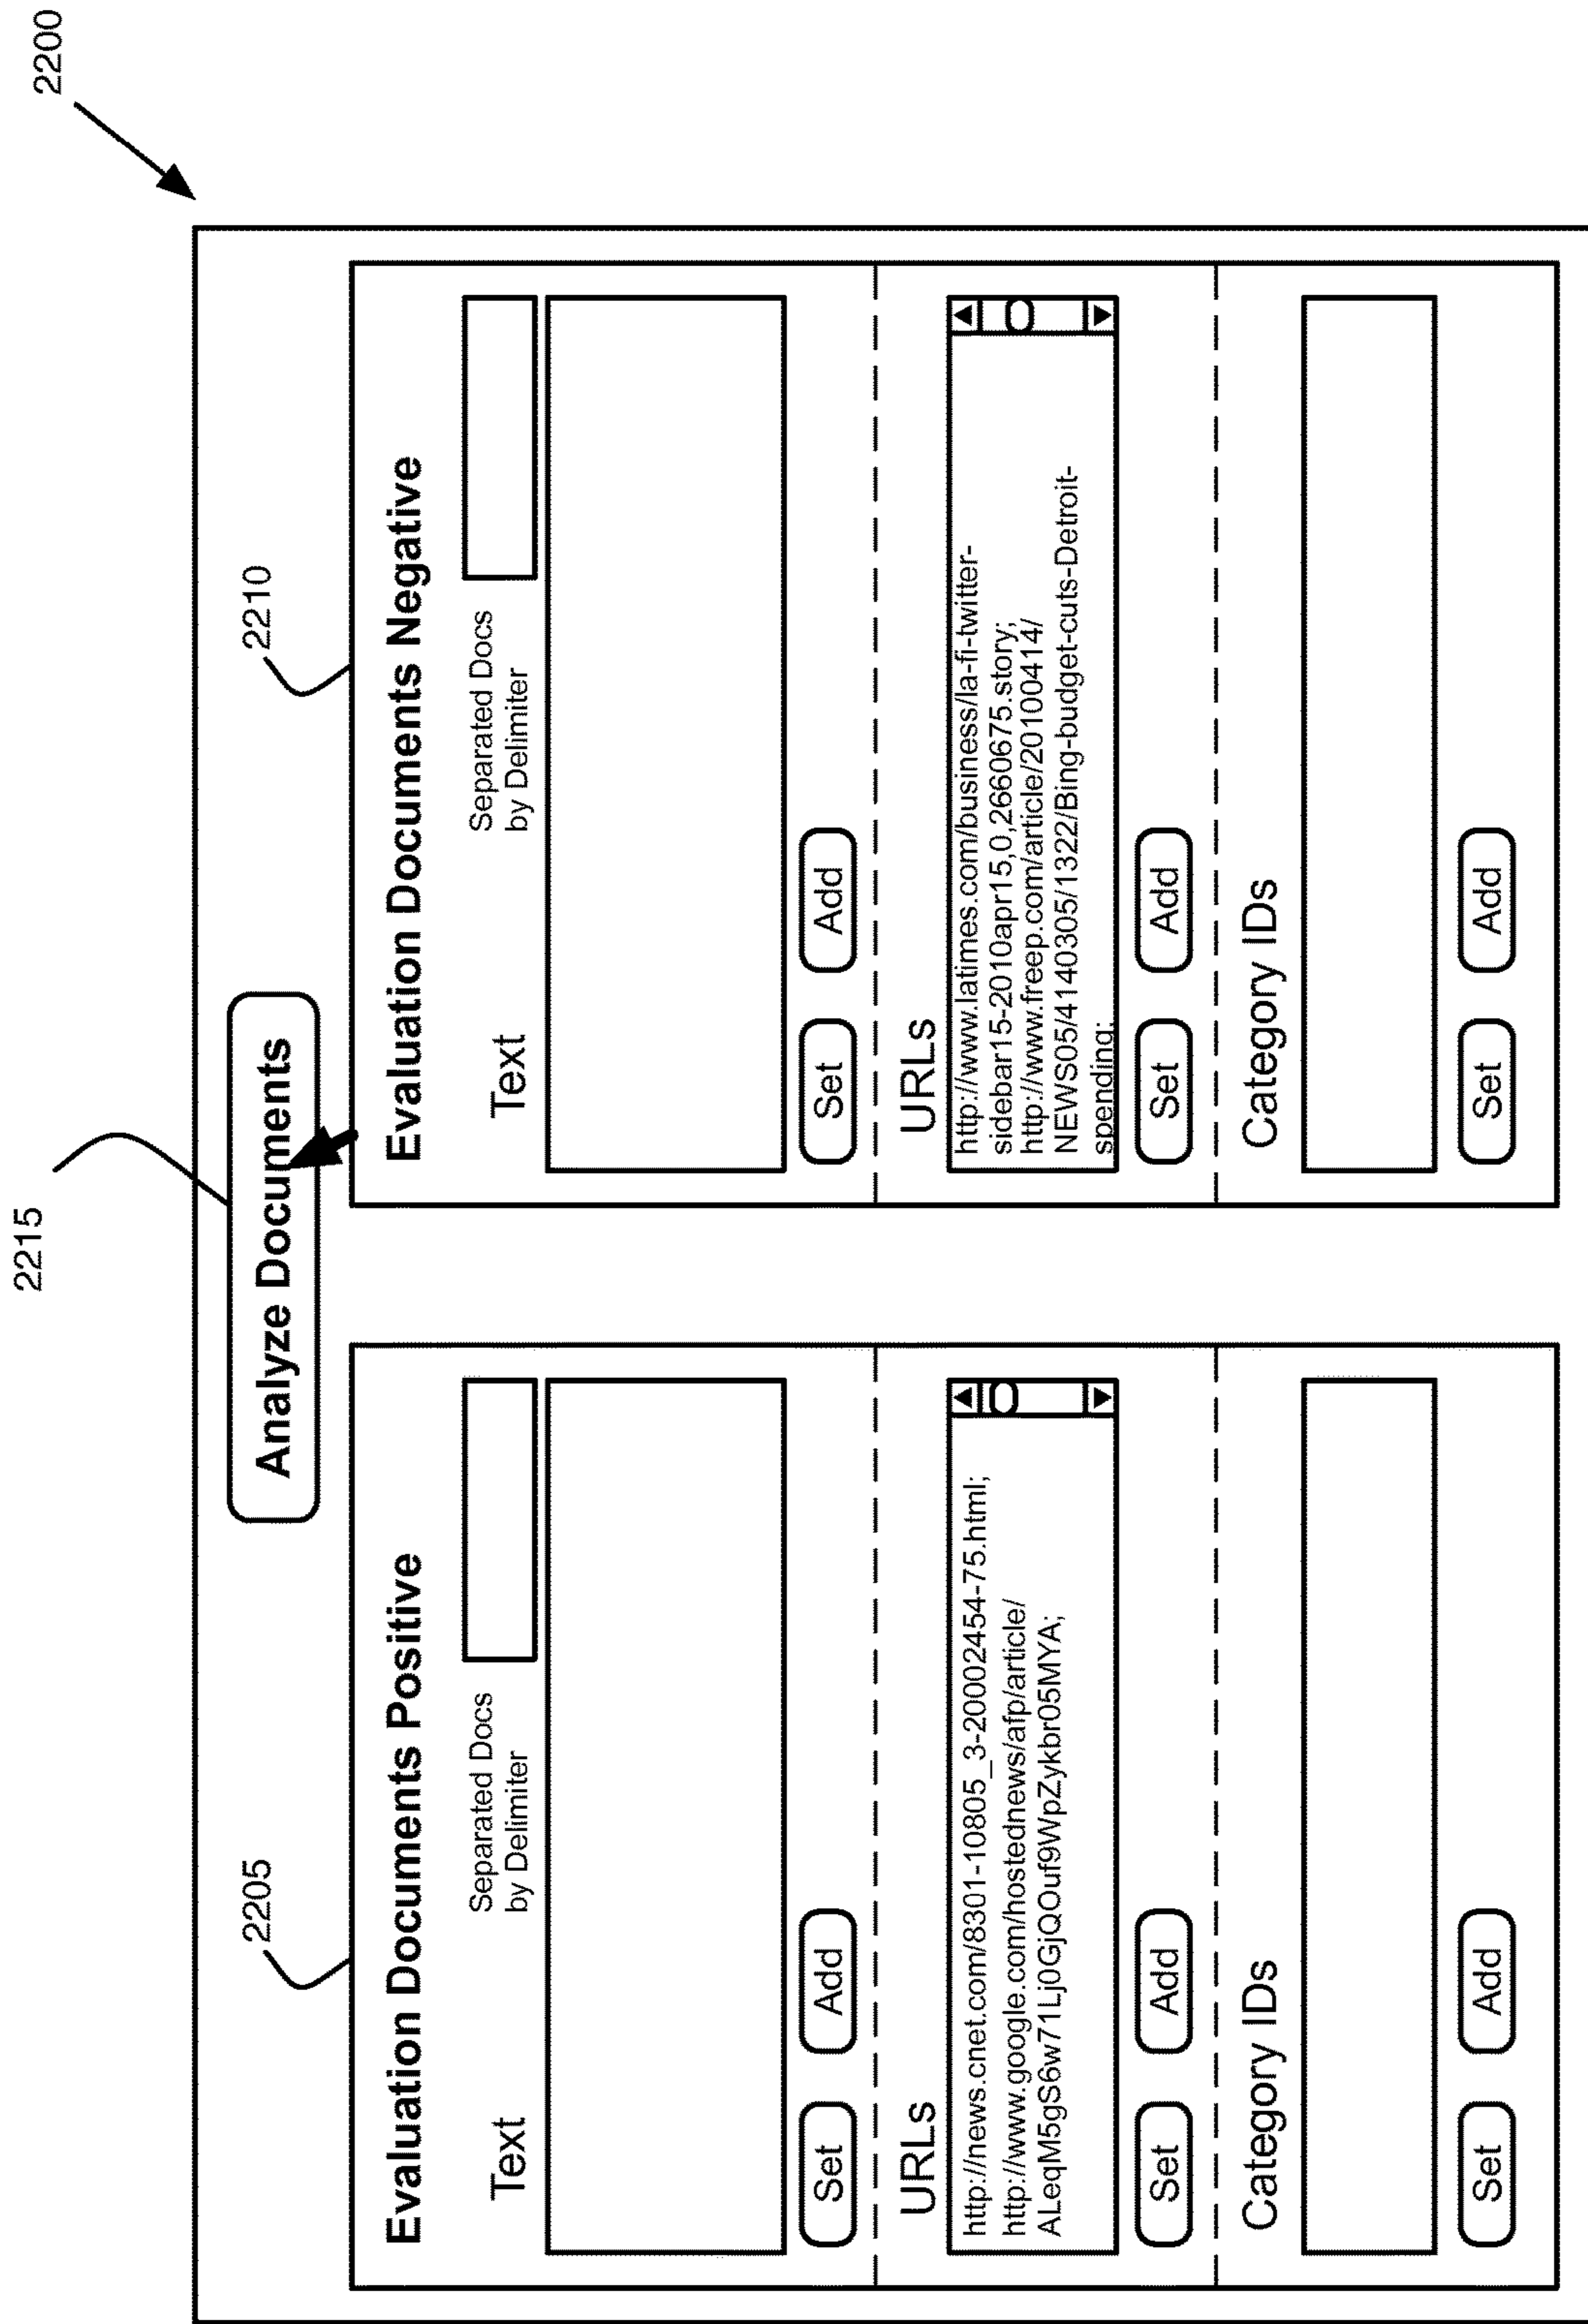 2200
2215
Analyze Documents
2205
Evaluation Documents Positive
Text
Separated Docs
by Delimiter
Set
Add
URLs
http://news.cnet.com/8301-10805_3-20002454-75.html;
http://www.google.com/hostednews/afp/article/
ALeqM5gS6w71Lj0GjQOuf9WpZykbr05MYA;
Set
Add
Category IDs
Set
Add
2210
Evaluation Documents Negative
Text
Separated Docs
by Delimiter
Set
Add
URLs
http://www.latimes.com/business/la-fi-twitter-
sidebar15-2010apr15,0,2660675.story;
http://www.freep.com/article/20100414/
NEWS05/4140305/1322/Bing-budget-cuts-Detroit-
spending;
Set
Add
Category IDs
Set
Add